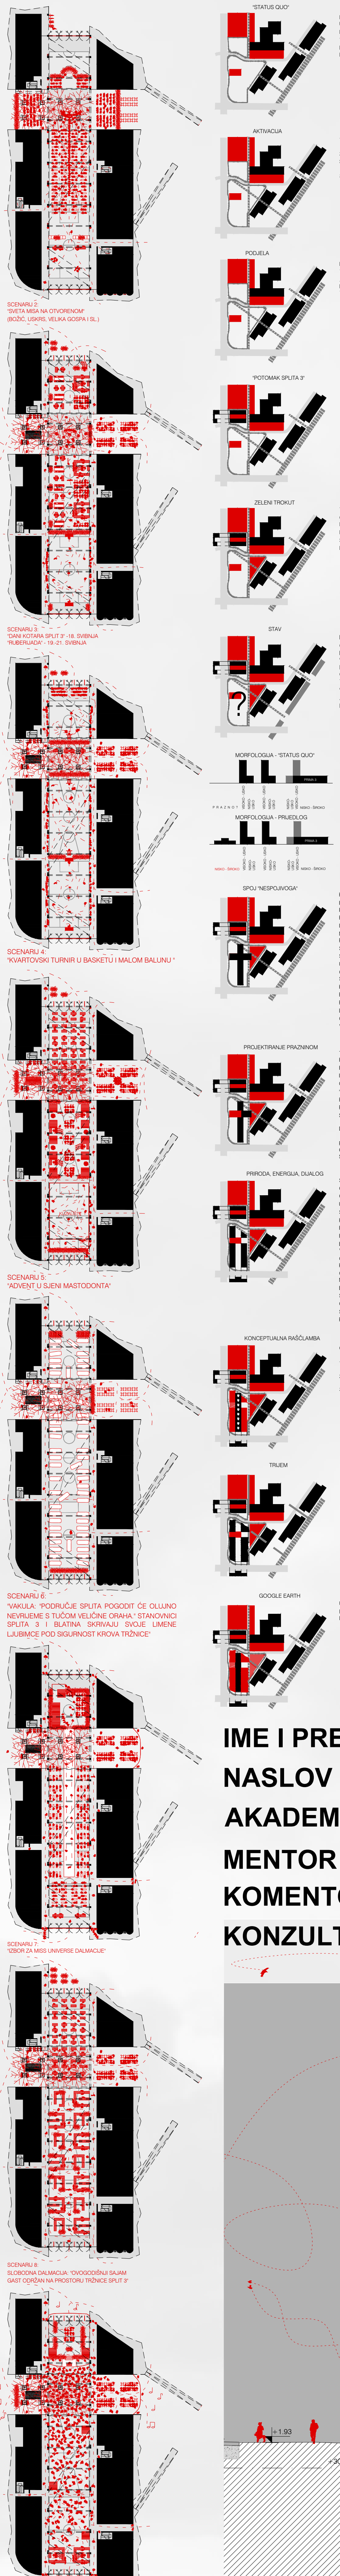 SCENARIJ 2:
"SVETA MISA NA OTVORENOM"
(BOŽIĆ, USKRS, VELIKA GOSPA I SL.)
SCENARIJ 3:
"DANI KOTARA SPLIT 3" -18. SVIBNJA
"RUBERIJADA" - 19.-21. SVIBNJA
SCENARIJ 4:
"KVARTOVSKI TURNIR U BASKETU I MALOM BALUNU "
SCENARIJ 5:
"ADVENT U SJENI MASTODONTA"
SCENARIJ 6:
"VAKULA: "PODRUČJE SPLITA POGODIT ĆE OLUJNO
NEVRIJEME S TUČOM VELIČINE ORAHA." STANOVNICI
SPLITA 3 I BLATINA SKRIVAJU SVOJE LIMENE
LJUBIMCE POD SIGURNOST KROVA TRŽNICE"
SCENARIJ 7:
"IZBOR ZA MISS UNIVERSE DALMACIJE"
SCENARIJ 8:
SLOBODNA DALMACIJA: "OVOGODIŠNJI SAJAM
GAST ODRŽAN NA PROSTORU TRŽNICE SPLIT 3"
"STATUS QUO"
AKTIVACIJA
PODJELA
"POTOMAK SPLITA 3"
ZELENI TROKUT
STAV
?
MORFOLOGIJA - "STATUS QUO"
P R A Z N O ?
NISKO - ŠIROKO
MORFOLOGIJA - PRIJEDLOG
NISKO - ŠIROKO
NISKO - ŠIROKO
SPOJ "NESPOJIVOGA"
PROJEKTIRANJE PRAZNINOM
PRIRODA, ENERGIJA, DIJALOG
KONCEPTUALNA RAŠČLAMBA
TRIJEM
GOOGLE EARTH
IME I PRE
NASLOV
AKADEM
MENTOR
KOMENTO
KONZULT
+1.93